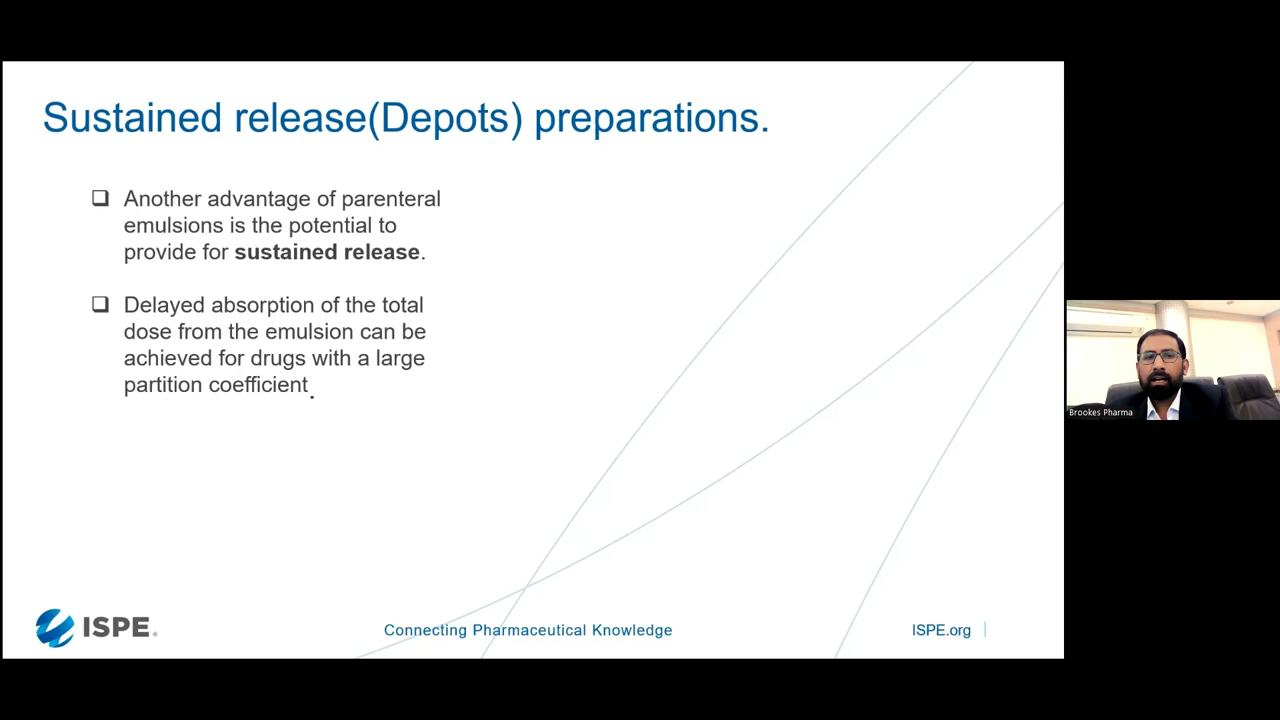 Sustained release(Depots) preparations.
Another advantage of parenteral
emulsions is the potential to
provide for sustained release.
Delayed absorption of the total
dose from the emulsion can be
achieved for drugs with a large
partition coefficient.
Brookes Pharma
ISPE®
Connecting Pharmaceutical Knowledge
ISPE.org